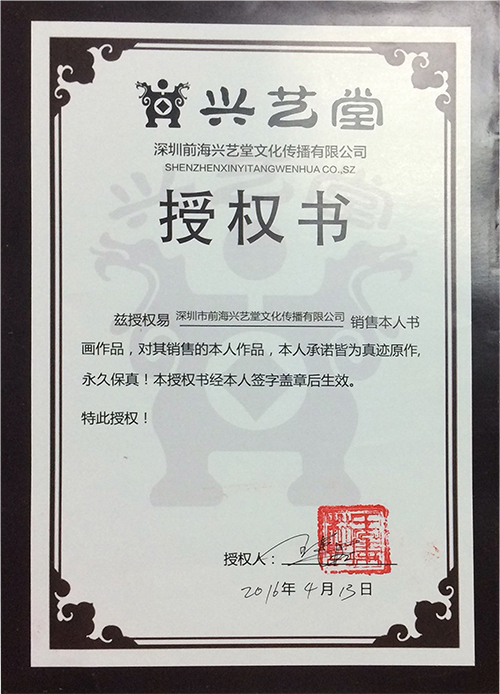 兴艺堂
深圳前海兴艺堂文化传播有限公司
SHENZHENXINYITANGWENHUA CO.,SZ
授权书
兹授权易 深圳市前海兴艺堂文化传播有限公司 销售本人书
画作品，对其销售的本人作品，本人承诺皆为真迹原作,
永久保真！本授权书经本人签字盖章后生效。
特此授权！
授权人：
2016年4月13日